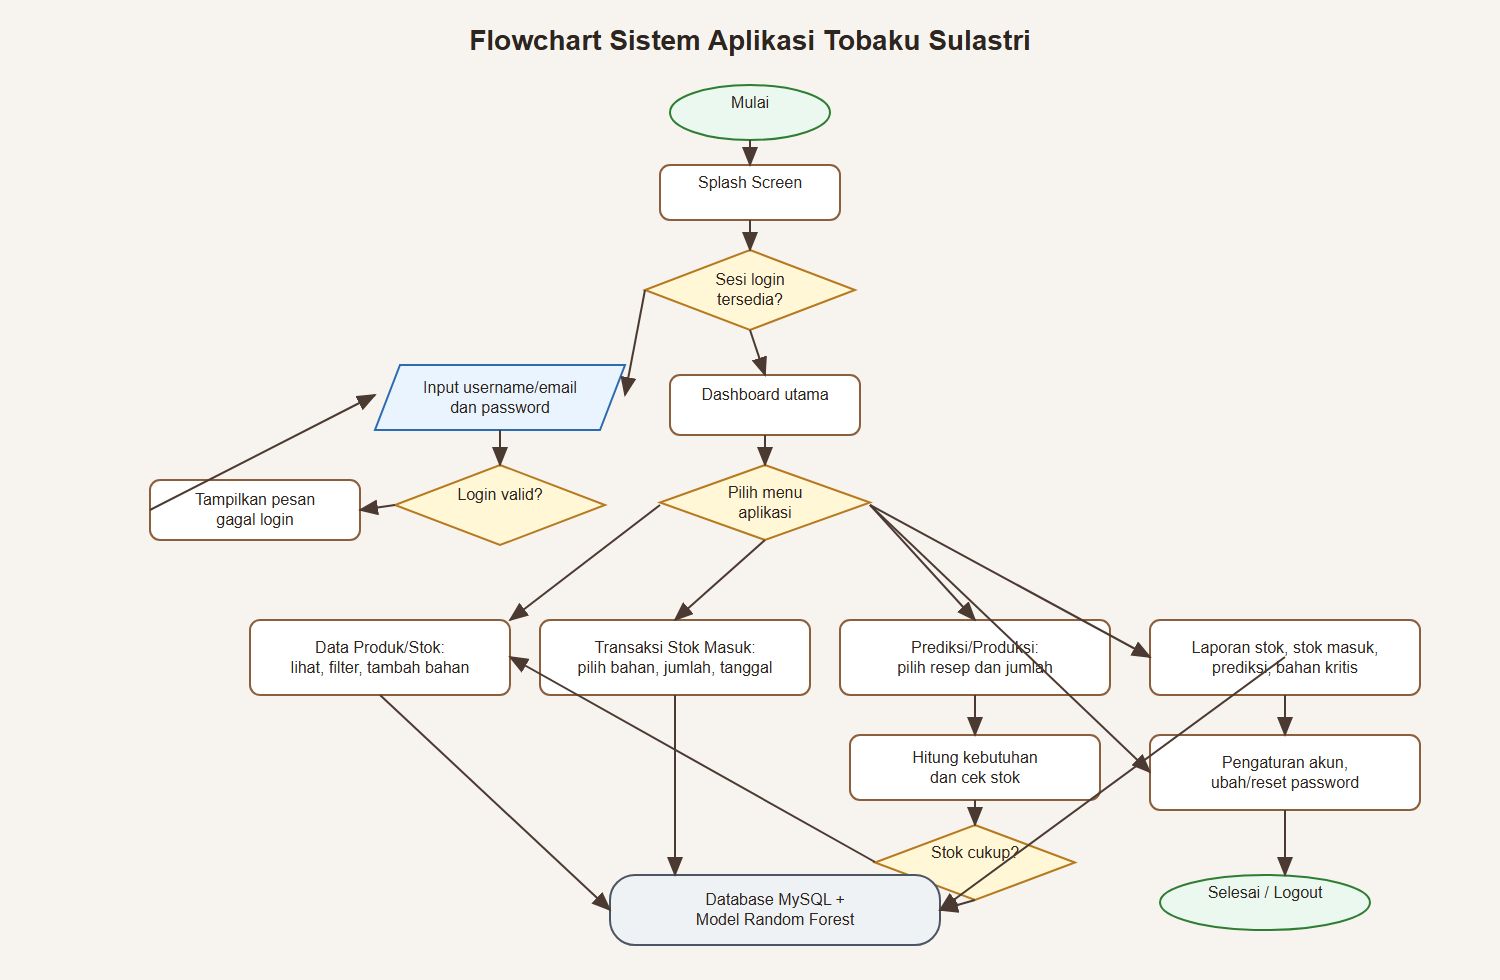 Flowchart Sistem Aplikasi Tobaku Sulastri
Mulai
Splash Screen
Sesi login
tersedia?
Input username/email
dan password
Dashboard utama
Tampilkan pesan
gagal login
Login valid?
Pilih menu
aplikasi
Data Produk/Stok:
lihat, filter, tambah bahan
Transaksi Stok Masuk:
pilih bahan, jumlah, tanggal
Prediksi/Produksi:
pilih resep dan jumlah
Laporan stok, stok masuk,
prediksi, bahan kritis
Hitung kebutuhan
dan cek stok
Pengaturan akun,
ubah/reset password
Stok cukup?
Database MySQL +
Model Random Forest
Selesai / Logout